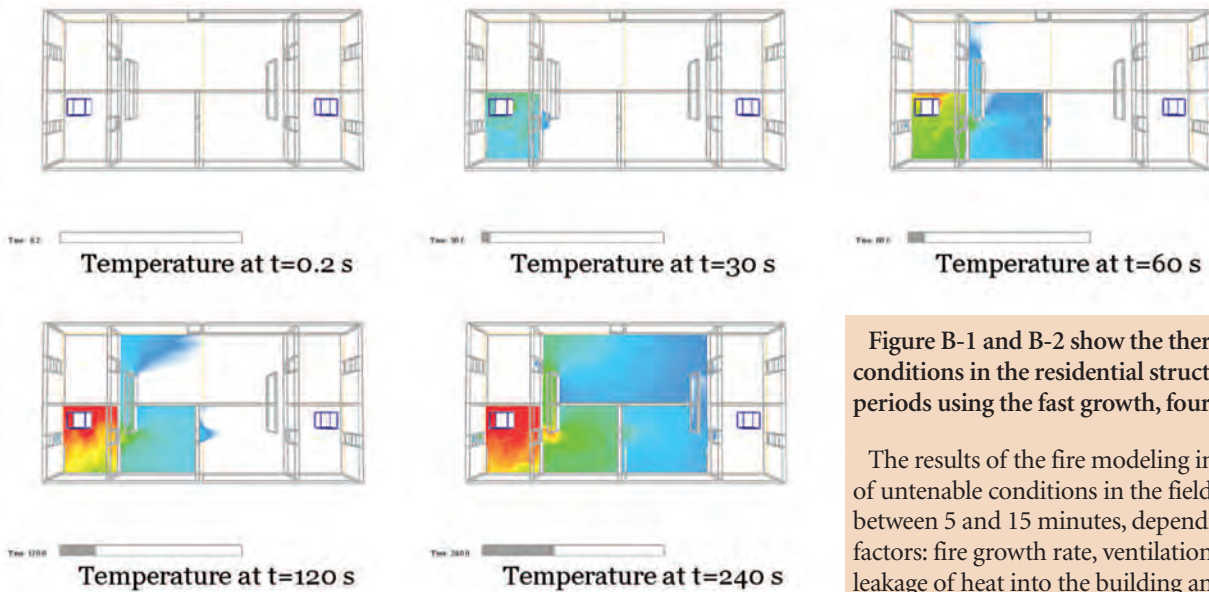 Temperature at t=0.2 s
Temperature at t=30 s
Temperature at t=60 s
Temperature at t=120 s
Temperature at t=240 s
Figure B-1 and B-2 show the ther
conditions in the residential struct
periods using the fast growth, four
The results of the fire modeling in
of untenable conditions in the field
between 5 and 15 minutes, dependi
factors: fire growth rate, ventilation
leakage of heat into the building an